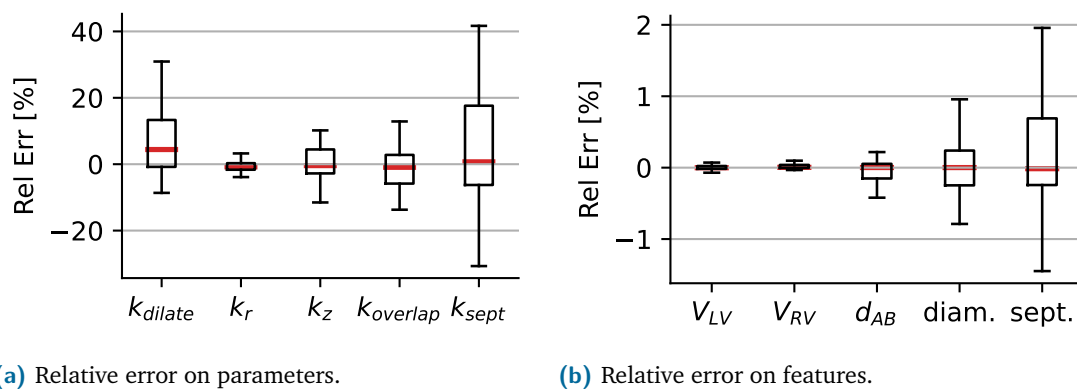 Rel Err [%]
40
20
0
−20
k_dilate k_r k_z k_overlap k_sept
Rel Err [%]
2
1
0
−1
V_LV V_RV d_AB diam. sept.
(a) Relative error on parameters.
(b) Relative error on features.